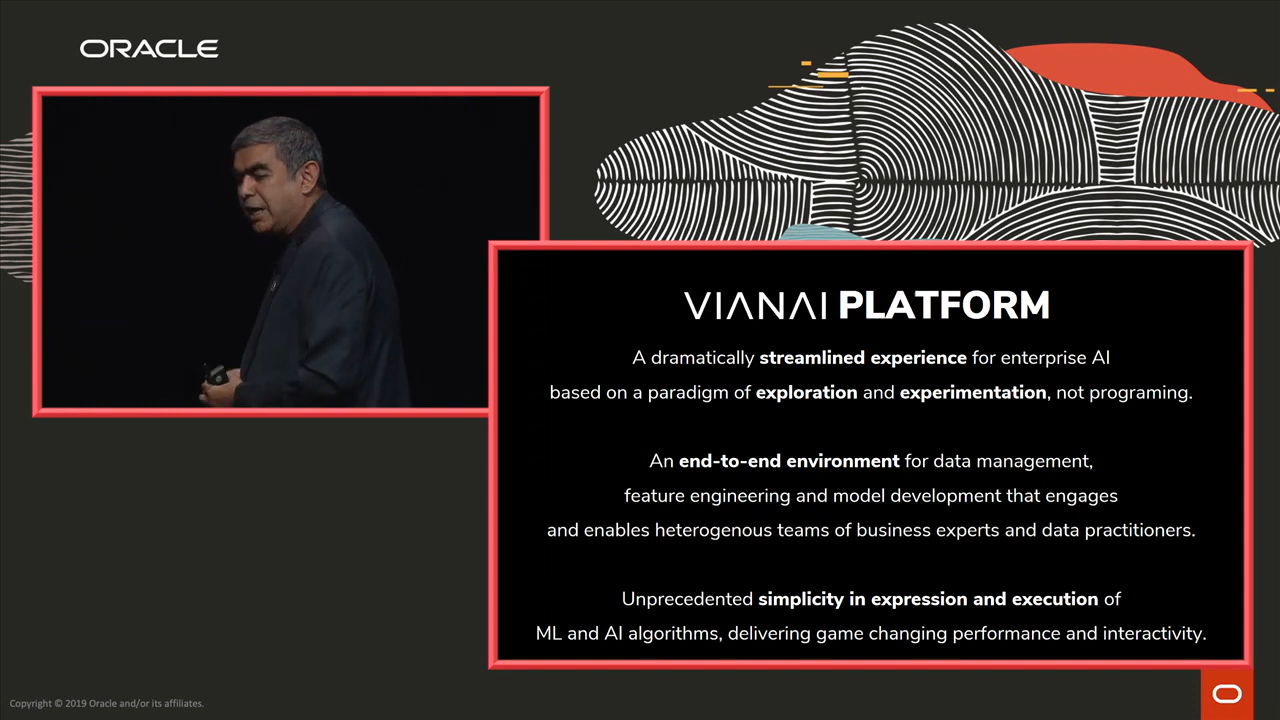 ORACLE
VIANAI PLATFORM
A dramatically streamlined experience for enterprise AI
based on a paradigm of exploration and experimentation, not programing.
An end-to-end environment for data management,
feature engineering and model development that engages
and enables heterogenous teams of business experts and data practitioners.
Unprecedented simplicity in expression and execution of
ML and AI algorithms, delivering game changing performance and interactivity.
Copyright © 2019 Oracle and/or its affiliates.